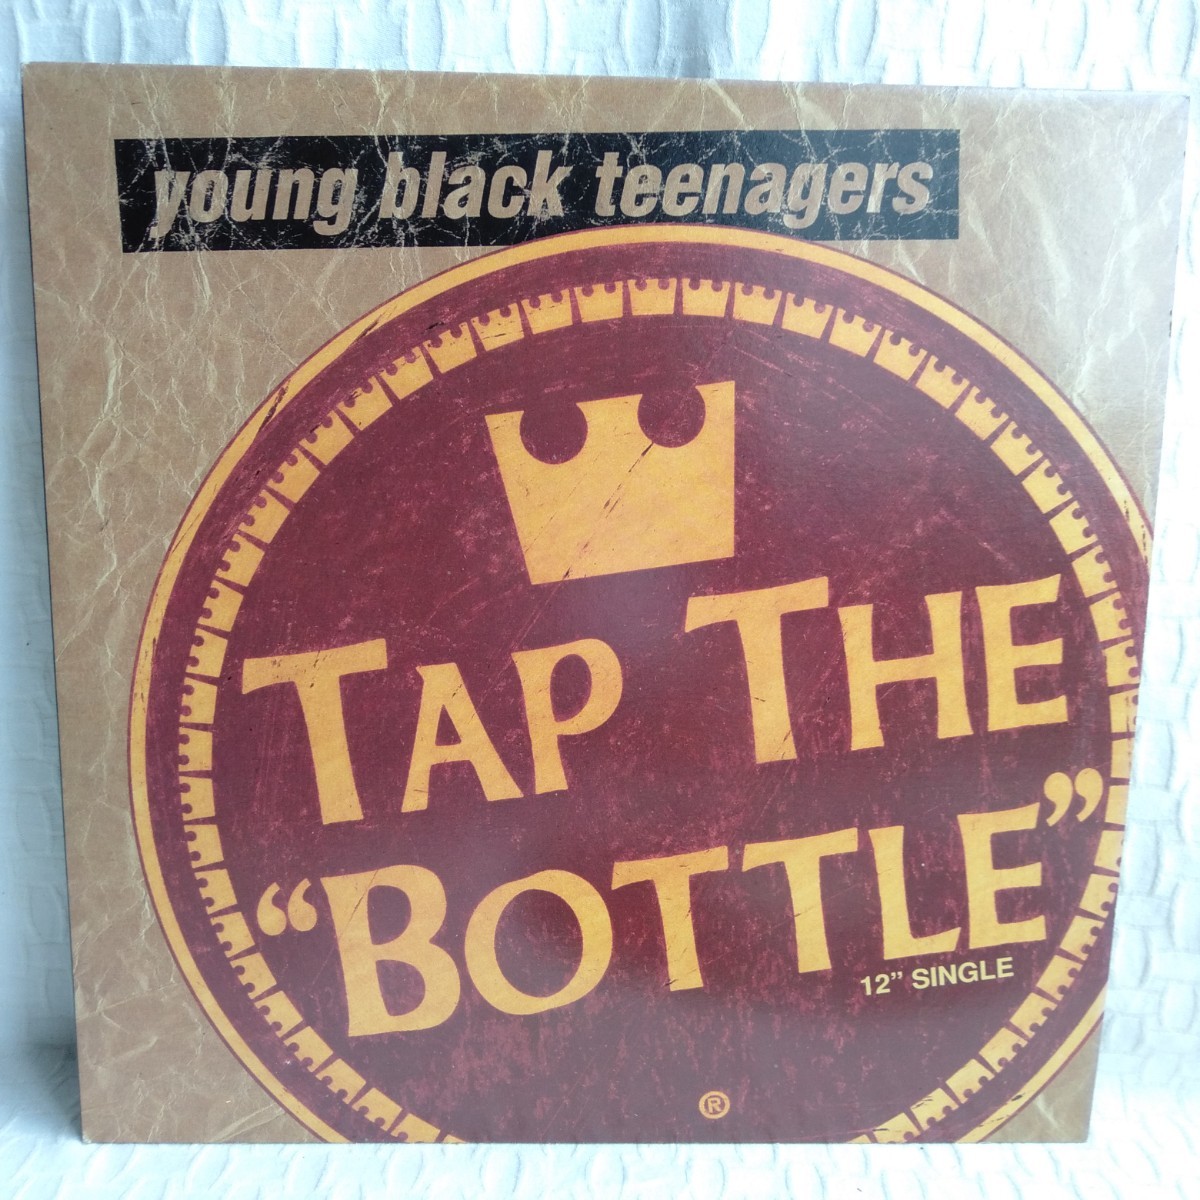 young black teenagers
TAP THE
“BOTTLE”
12” SINGLE
®